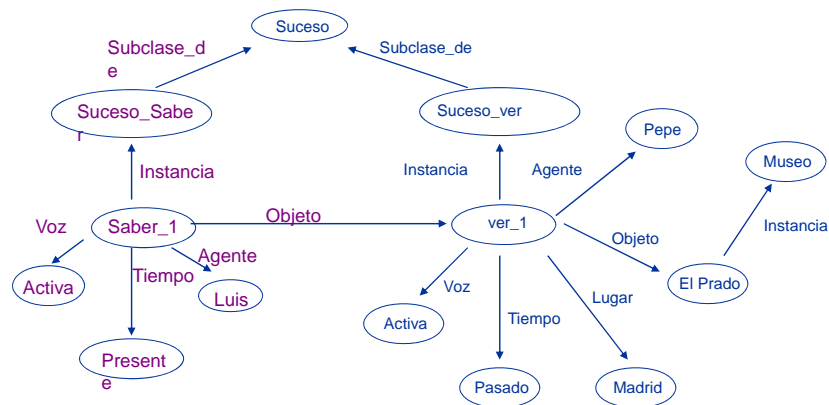 Suceso
Subclase_d
e
Subclase_de
Suceso_Sabe
r
Suceso_ver
Pepe
Museo
Instancia
Instancia
Agente
Voz
Saber_1
Objeto
ver_1
Instancia
Objeto
Agente
Tiempo
Activa
Luis
Voz
Lugar
El Prado
Activa
Tiempo
Present
e
Pasado
Madrid